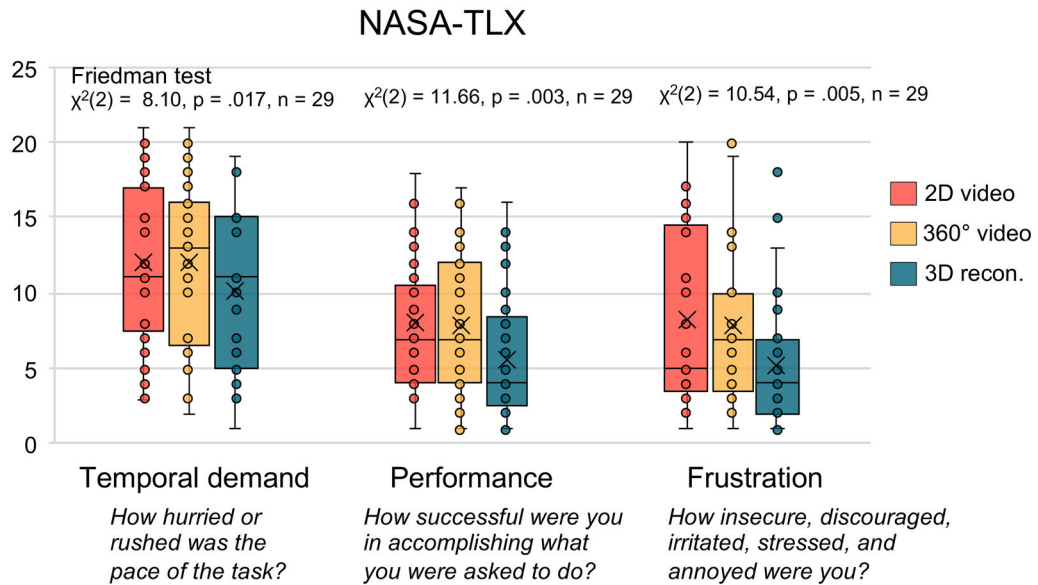 NASA-TLX
25
20
15
10
5
0
Friedman test
χ²(2) =  8.10, p = .017, n = 29
χ²(2) = 11.66, p = .003, n = 29
χ²(2) = 10.54, p = .005, n = 29
2D video
360° video
3D recon.
Temporal demand
How hurried or
rushed was the
pace of the task?
Performance
How successful were you
in accomplishing what
you were asked to do?
Frustration
How insecure, discouraged,
irritated, stressed, and
annoyed were you?